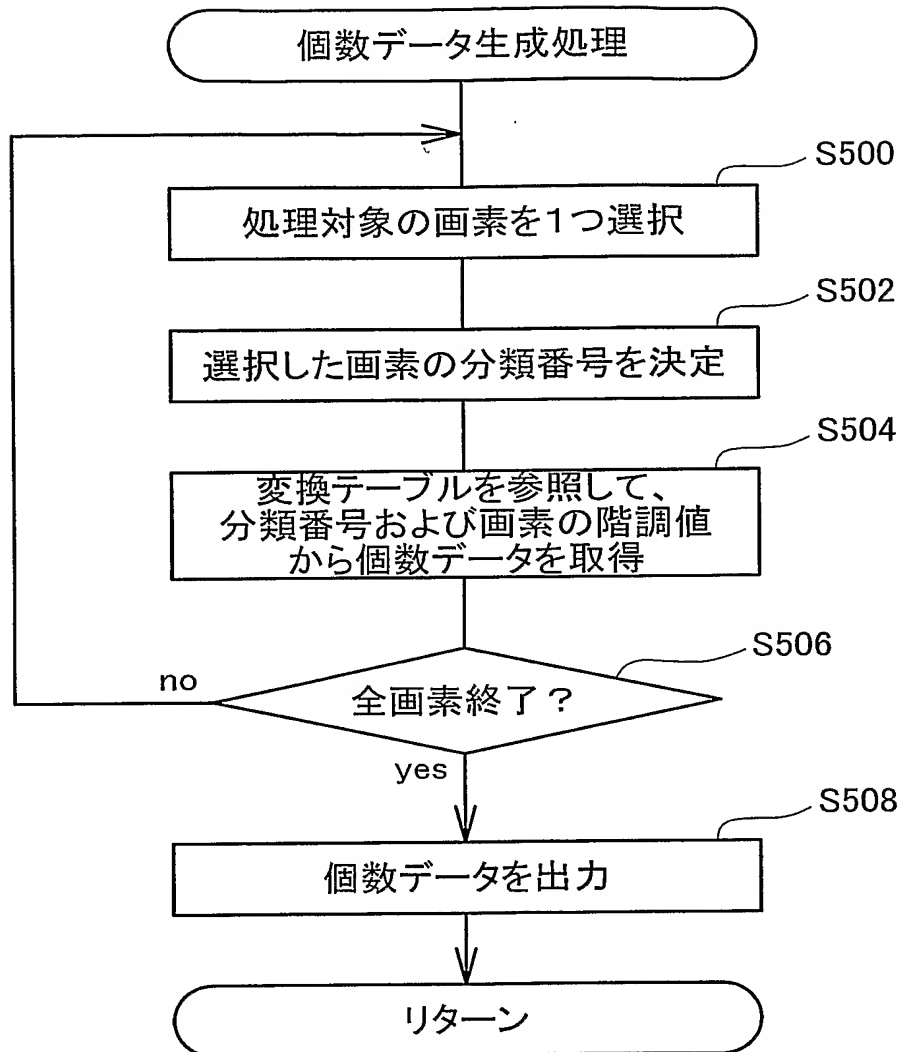 個数データ生成処理
S500
処理対象の画素を1つ選択
S502
選択した画素の分類番号を決定
S504
変換テーブルを参照して、
分類番号および画素の階調値
から個数データを取得
S506
no
全画素終了?
yes
S508
個数データを出力
リターン